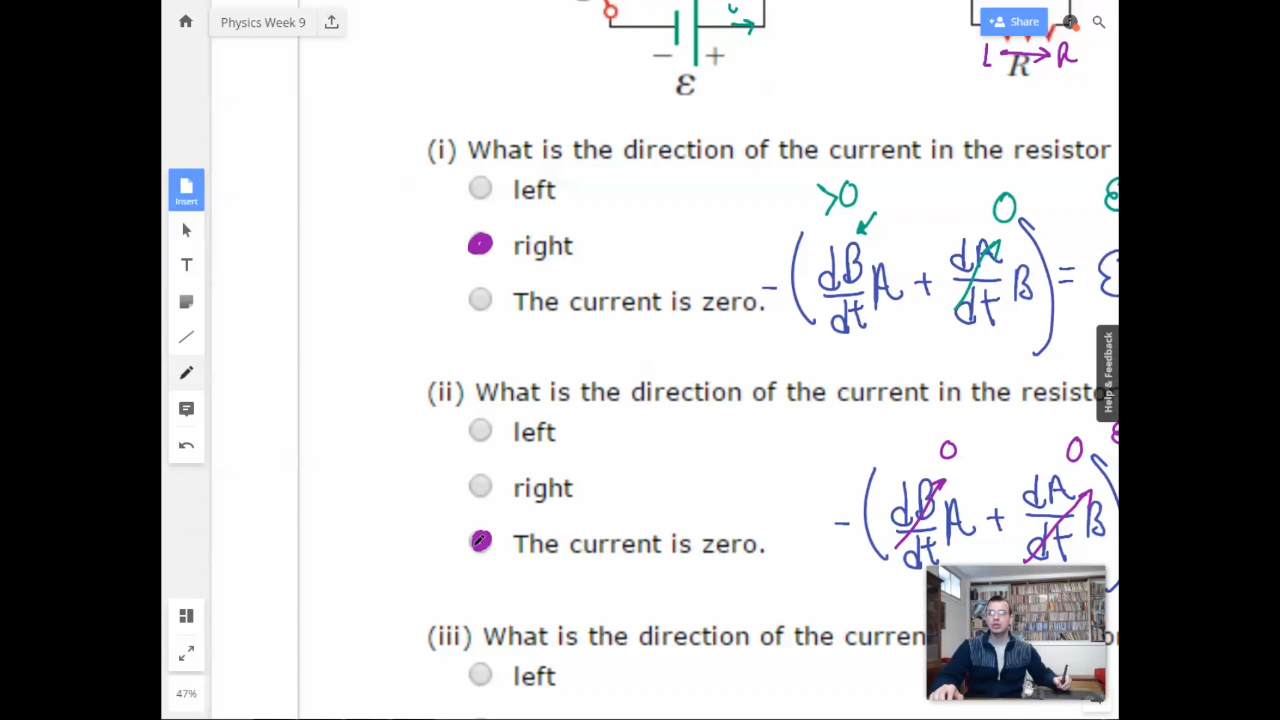 Physics Week 9
Share
i
− +
L → R
R
ε
(i) What is the direction of the current in the resistor
left
>0
0
right
−(dB/dt A + dA/dt B) = ε
The current is zero.
Insert
T
Help & Feedback
(ii) What is the direction of the current in the resisto
left
0 0
right
−(dB/dt A + dA/dt B)
The current is zero.
(iii) What is the direction of the curren
left
47%